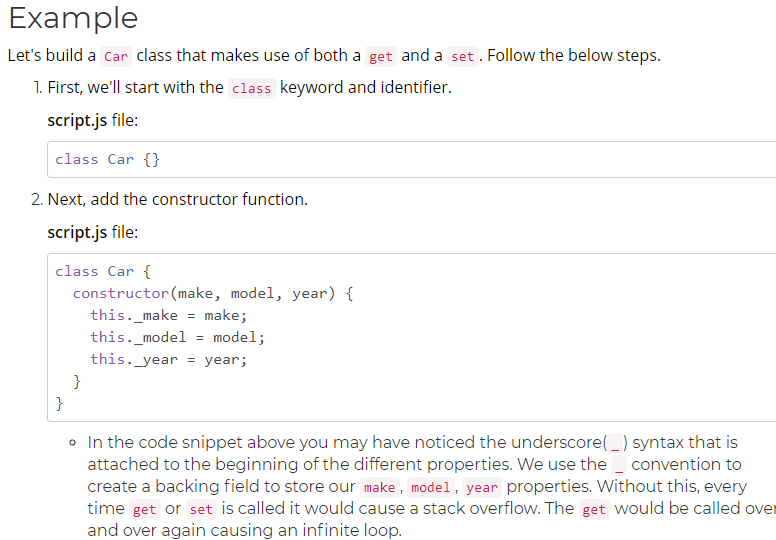 Example
Let's build a Car class that makes use of both a get and a set. Follow the below steps.
1. First, we'll start with the class keyword and identifier.
script.js file:
class Car {}
2. Next, add the constructor function.
script.js file:
class Car {
  constructor(make, model, year) {
    this._make = make;
    this._model = model;
    this._year = year;
  }
}
In the code snippet above you may have noticed the underscore(_) syntax that is
attached to the beginning of the different properties. We use the _ convention to
create a backing field to store our make, model, year properties. Without this, every
time get or set is called it would cause a stack overflow. The get would be called over
and over again causing an infinite loop.